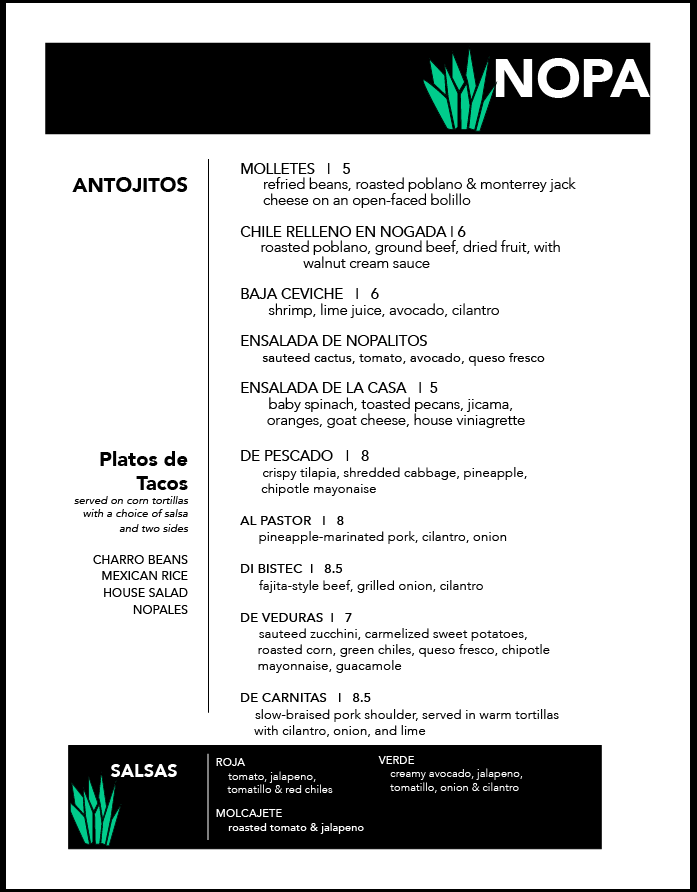 NOPA
ANTOJITOS
MOLLETES | 5
refried beans, roasted poblano & monterrey jack
cheese on an open-faced bolillo
CHILE RELLENO EN NOGADA | 6
roasted poblano, ground beef, dried fruit, with
walnut cream sauce
BAJA CEVICHE | 6
shrimp, lime juice, avocado, cilantro
ENSALADA DE NOPALITOS
sauteed cactus, tomato, avocado, queso fresco
ENSALADA DE LA CASA | 5
baby spinach, toasted pecans, jicama,
oranges, goat cheese, house viniagrette
Platos de
Tacos
served on corn tortillas
with a choice of salsa
and two sides
CHARRO BEANS
MEXICAN RICE
HOUSE SALAD
NOPALES
DE PESCADO | 8
crispy tilapia, shredded cabbage, pineapple,
chipotle mayonaise
AL PASTOR | 8
pineapple-marinated pork, cilantro, onion
DI BISTEC | 8.5
fajita-style beef, grilled onion, cilantro
DE VEDURAS | 7
sauteed zucchini, carmelized sweet potatoes,
roasted corn, green chiles, queso fresco, chipotle
mayonnaise, guacamole
DE CARNITAS | 8.5
slow-braised pork shoulder, served in warm tortillas
with cilantro, onion, and lime
SALSAS
ROJA
tomato, jalapeno,
tomatillo & red chiles
MOLCAJETE
roasted tomato & jalapeno
VERDE
creamy avocado, jalapeno,
tomatillo, onion & cilantro